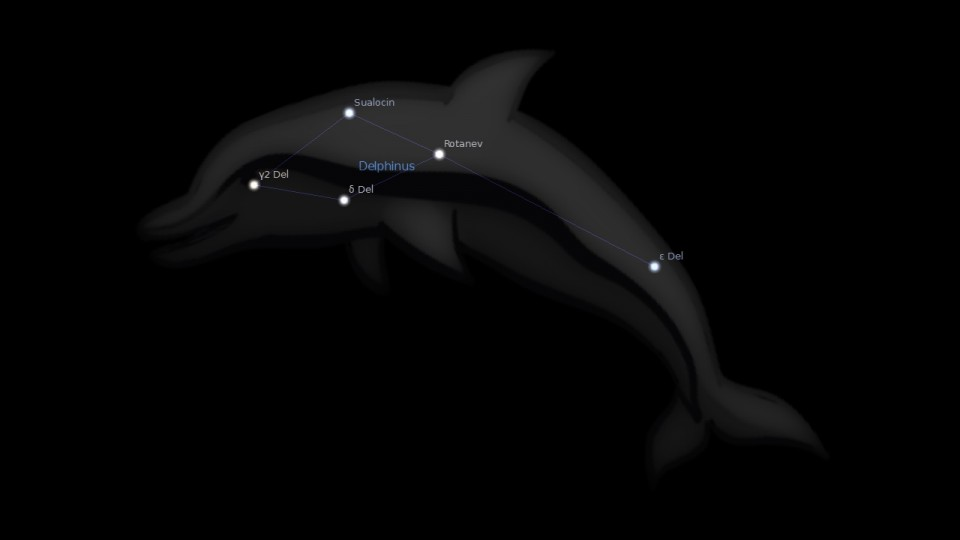 Sualocin
Rotanev
Delphinus
γ2 Del
δ Del
ε Del